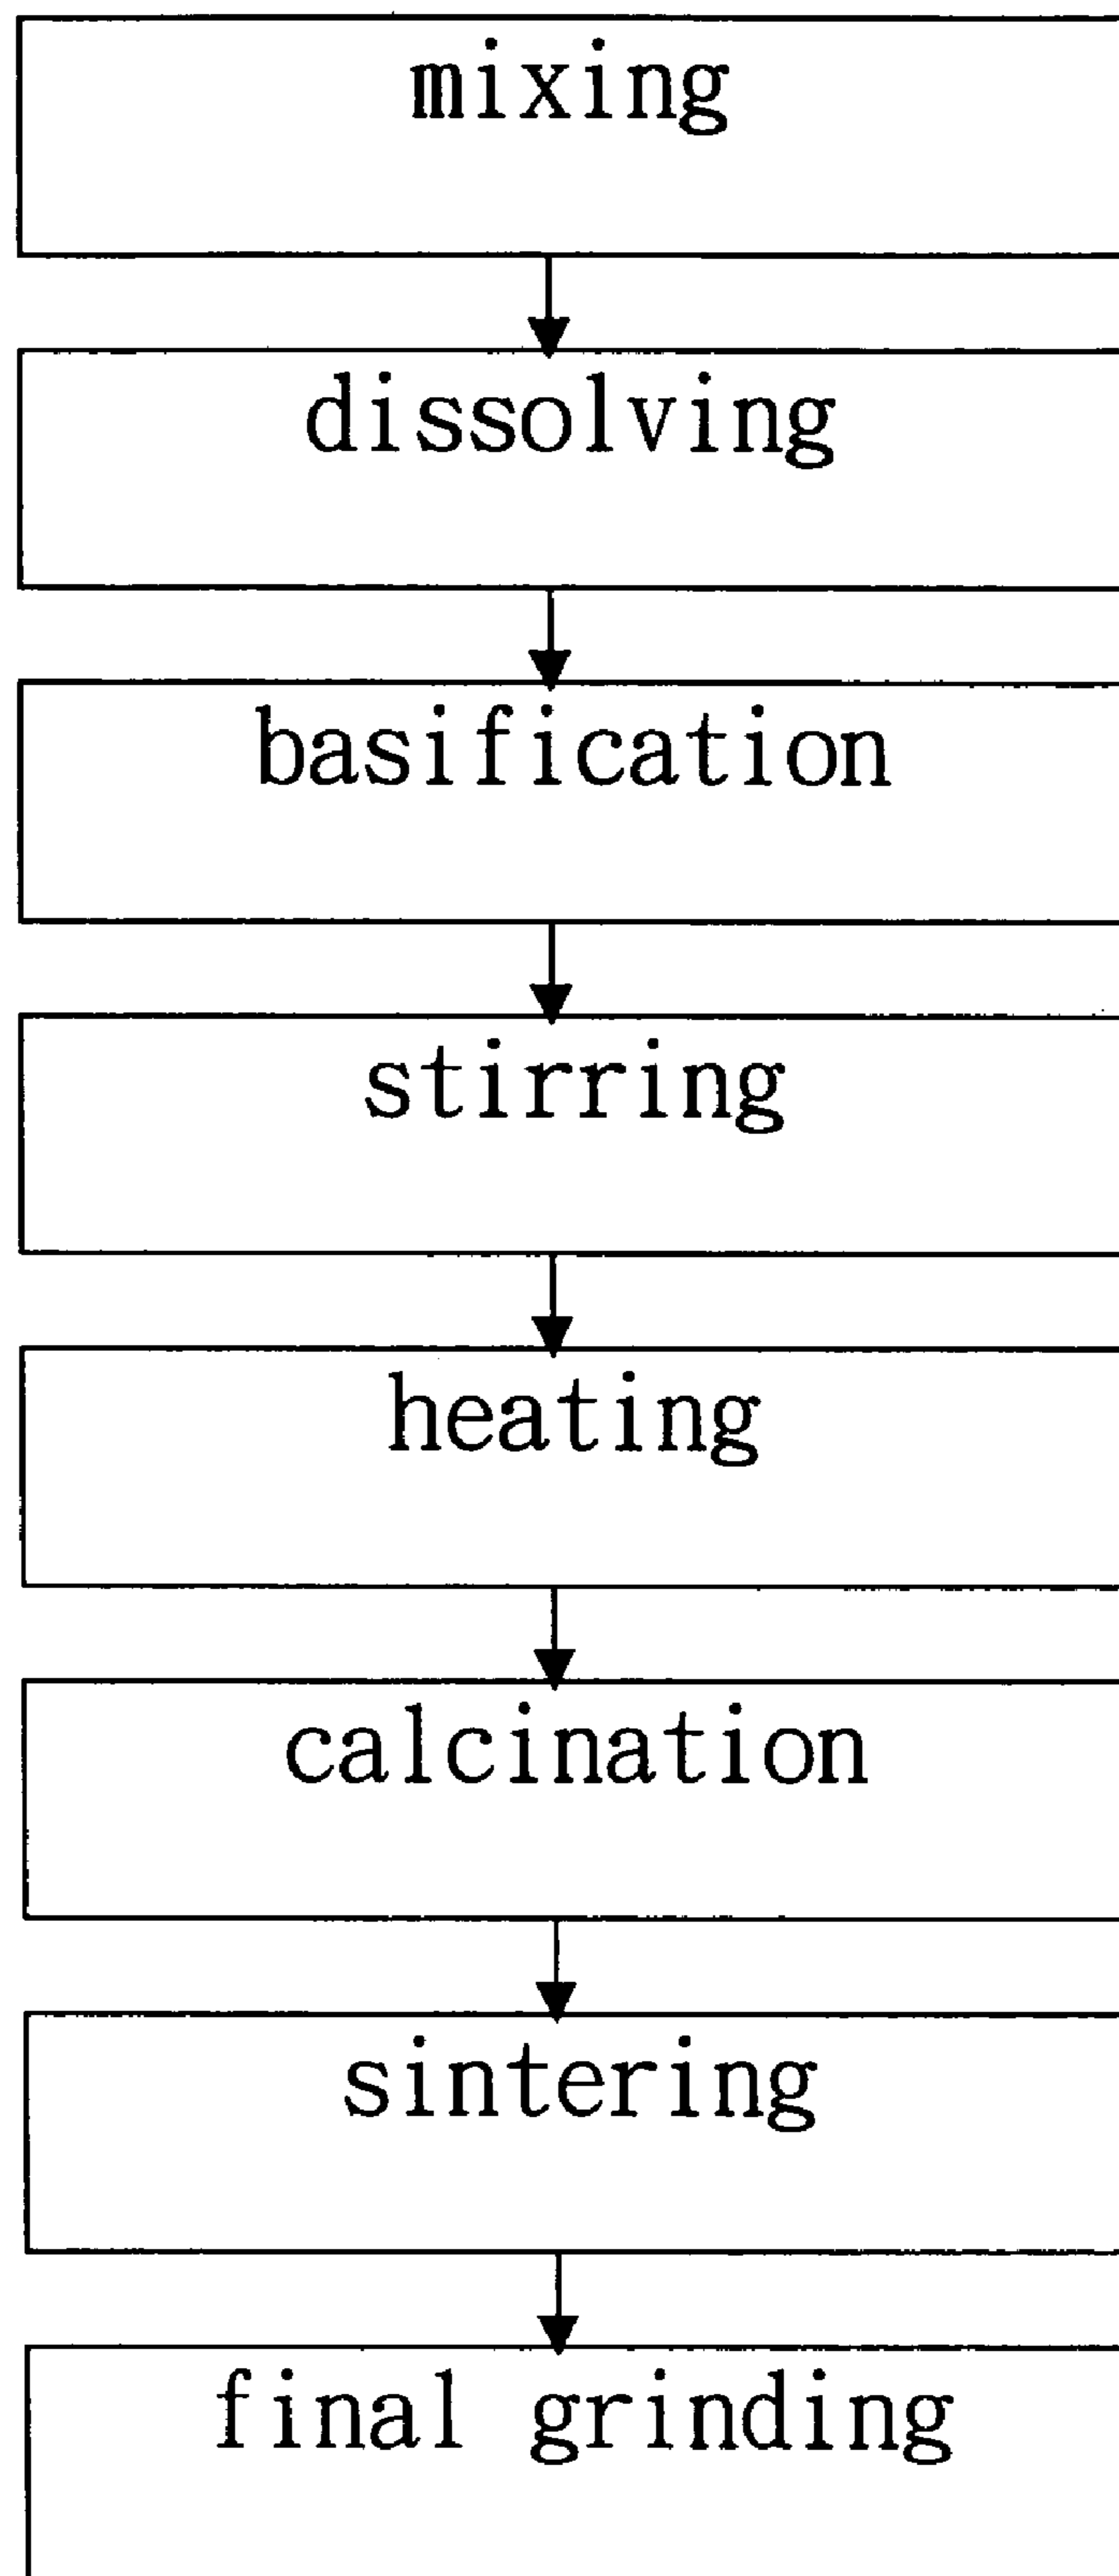 mixing
dissolving
basification
stirring
heating
calcination
sintering
final grinding